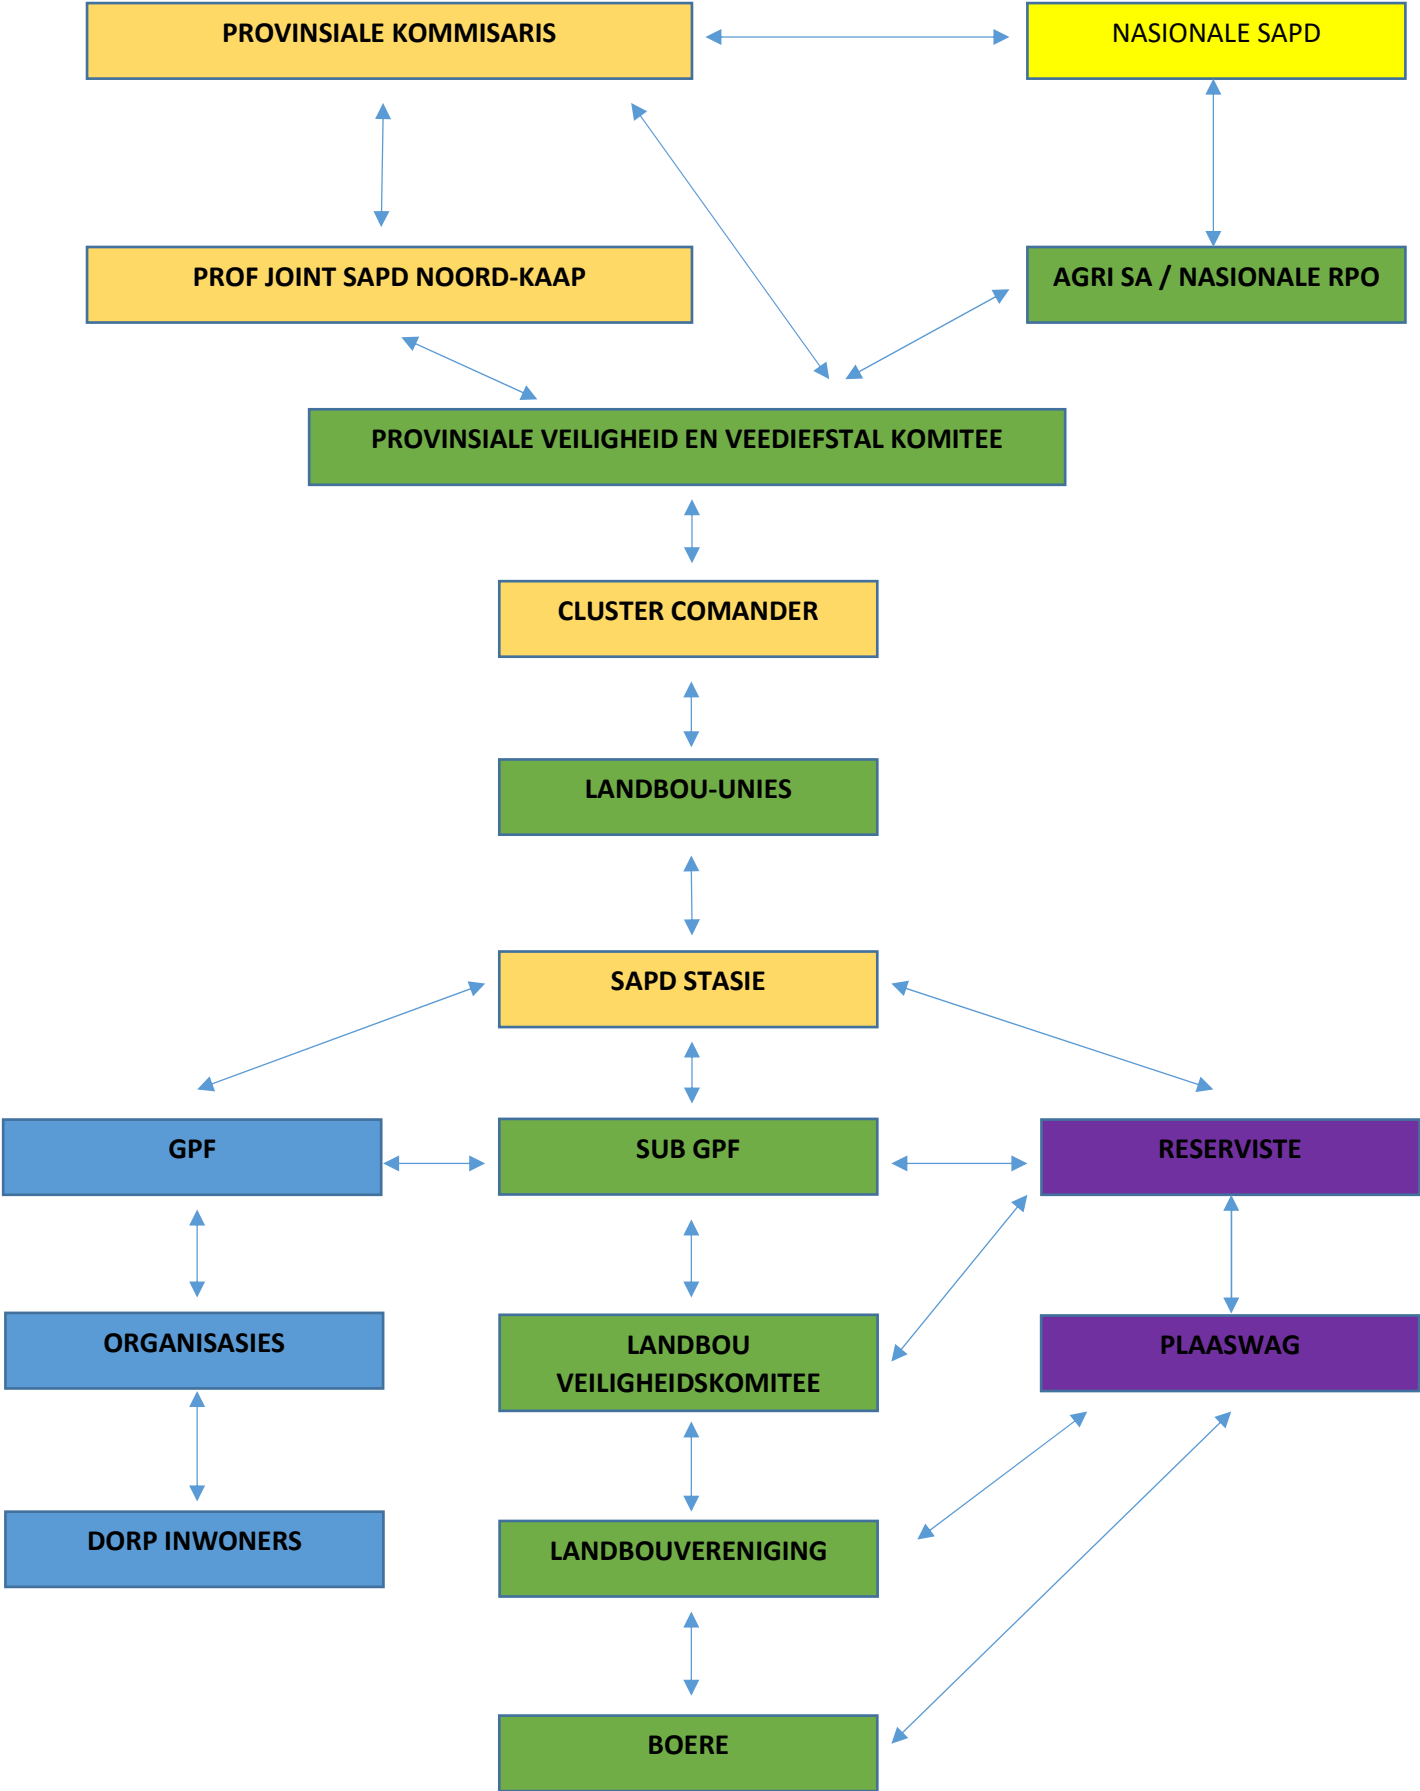 PROVINSIALE KOMMISARIS
NASIONALE SAPD
PROF JOINT SAPD NOORD-KAAP
AGRI SA / NASIONALE RPO
PROVINSIALE VEILIGHEID EN VEEDIEFSTAL KOMITEE
CLUSTER COMANDER
LANDBOU-UNIES
SAPD STASIE
GPF
SUB GPF
RESERVISTE
ORGANISASIES
LANDBOU
VEILIGHEIDSKOMITEE
PLAASWAG
DORP INWONERS
LANDBOUVERENIGING
BOERE